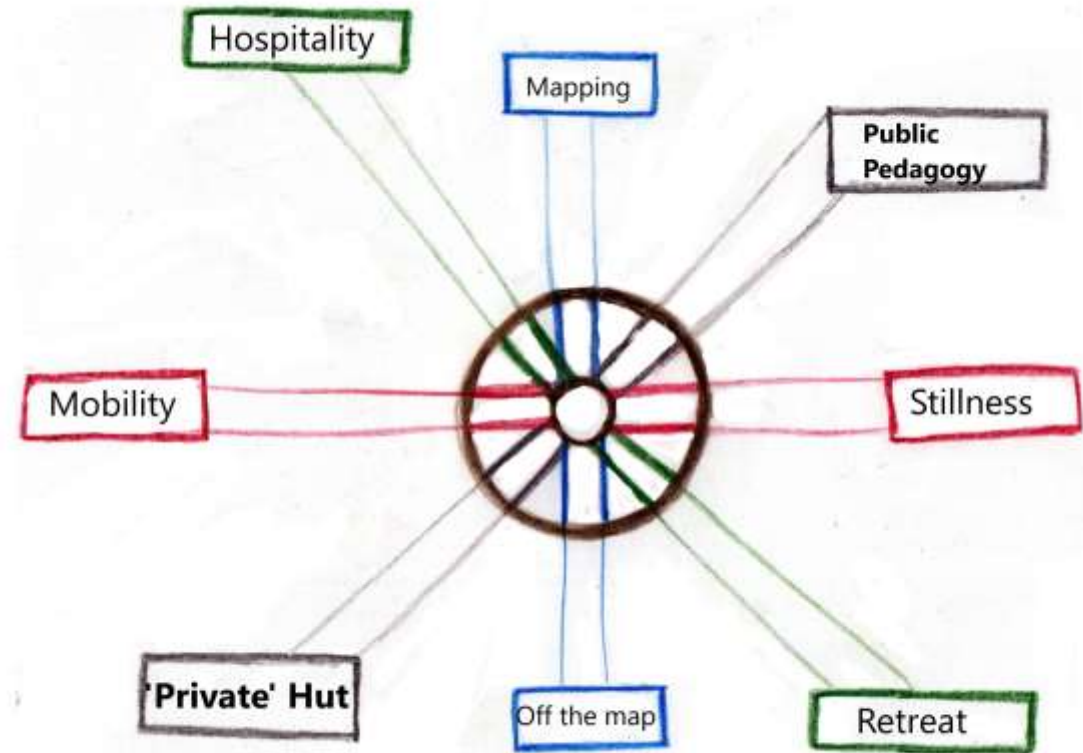 Hospitality
Mapping
Public
Pedagogy
Mobility
Stillness
'Private' Hut
Off the map
Retreat